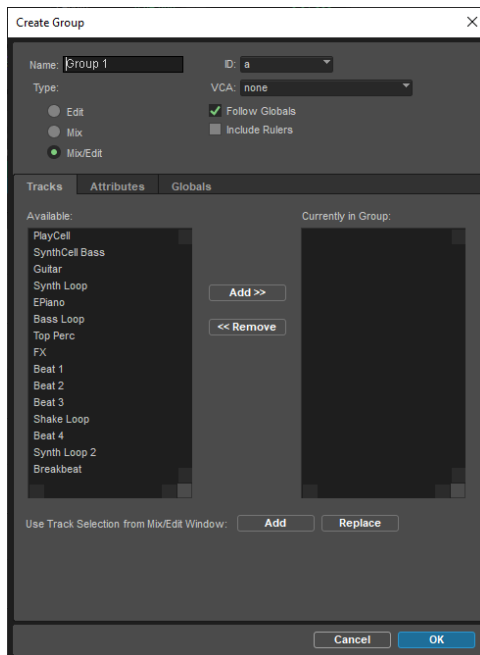 Create Group
Name: Group 1 ID: a
Type: VCA: none
Edit Follow Globals
Mix Include Rulers
Mix/Edit
Tracks Attributes Globals
Available: Currently in Group:
PlayCell
SynthCell Bass
Guitar
Synth Loop
EPiano
Bass Loop
Top Perc
FX
Beat 1
Beat 2
Beat 3
Shake Loop
Beat 4
Synth Loop 2
Breakbeat
Add >>
<< Remove
Use Track Selection from Mix/Edit Window: Add Replace
Cancel OK